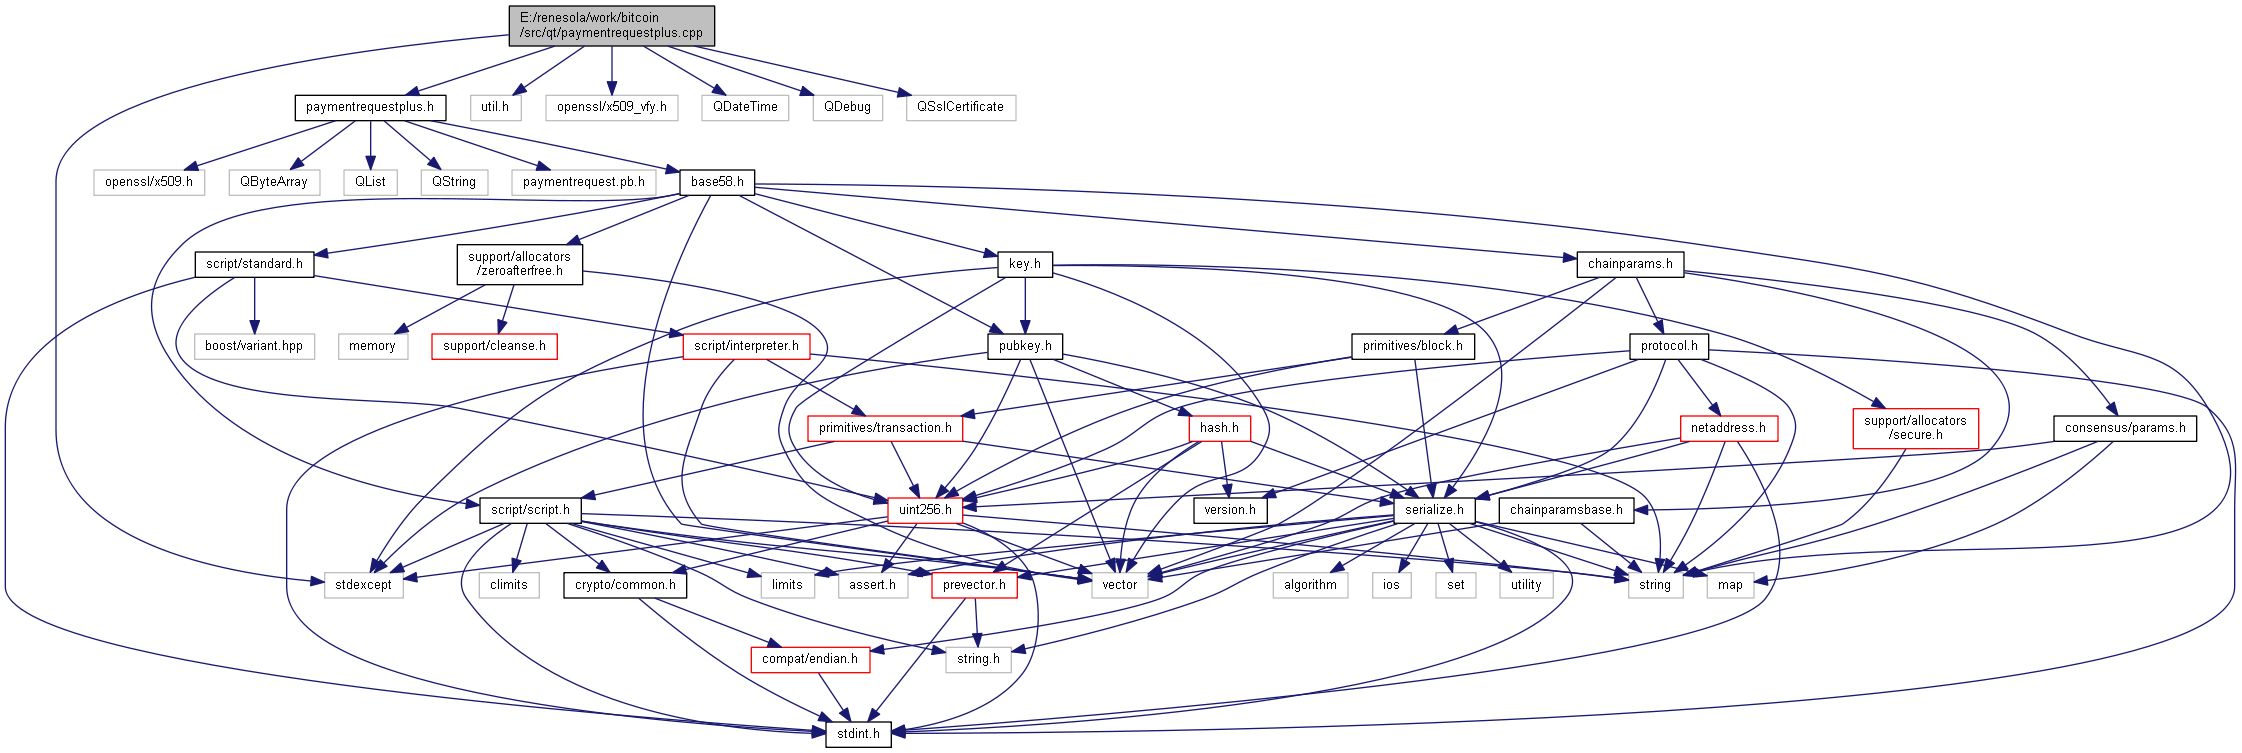 E:/renesola/work/bitcoin
/src/qt/paymentrequestplus.cpp
paymentrequestplus.h
util.h
openssl/x509_vfy.h
QDateTime
QDebug
QSslCertificate
openssl/x509.h
QByteArray
QList
QString
paymentrequest.pb.h
base58.h
script/standard.h
support/allocators
/zeroafterfree.h
key.h
chainparams.h
boost/variant.hpp
memory
support/cleanse.h
script/interpreter.h
pubkey.h
primitives/block.h
protocol.h
primitives/transaction.h
hash.h
netaddress.h
support/allocators
/secure.h
consensus/params.h
script/script.h
uint256.h
version.h
serialize.h
chainparamsbase.h
stdexcept
climits
crypto/common.h
limits
assert.h
prevector.h
vector
algorithm
ios
set
utility
string
map
compat/endian.h
string.h
stdint.h